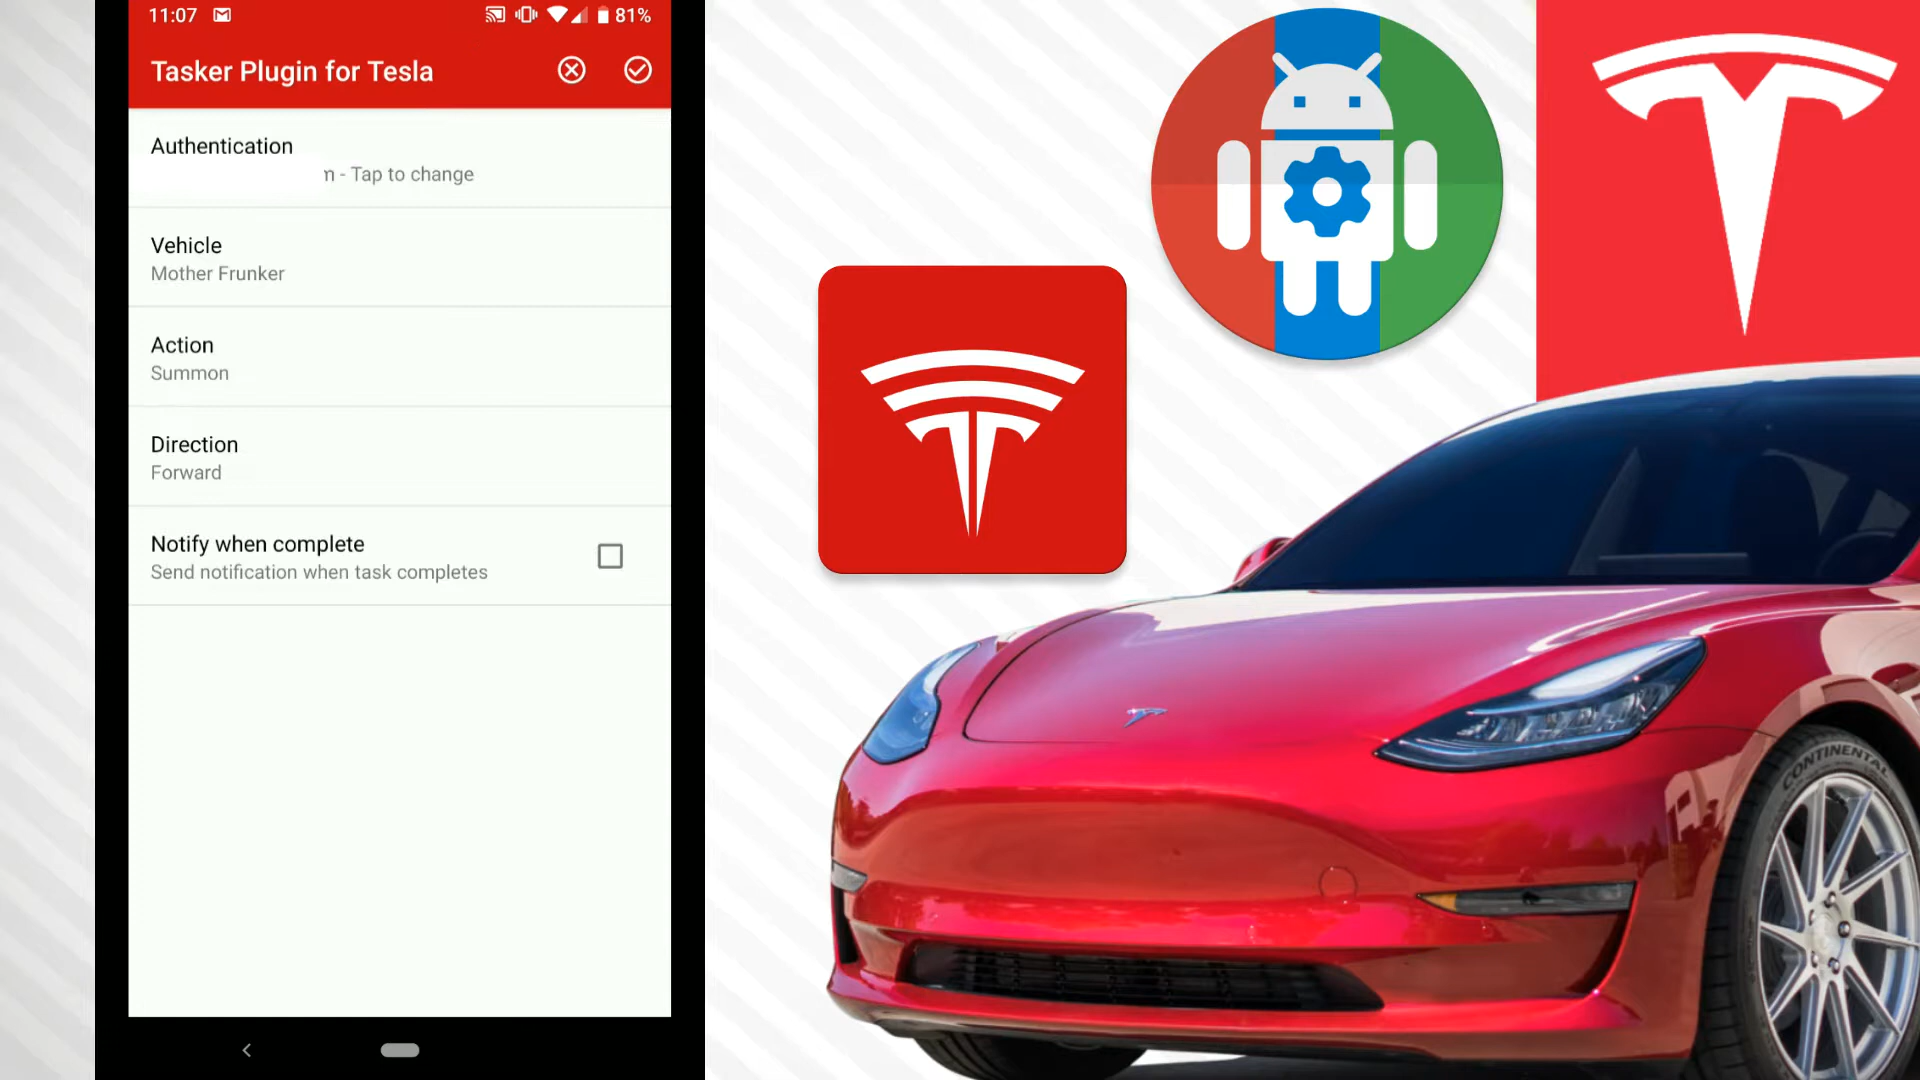 11:07
81%
Tasker Plugin for Tesla
Authentication
m - Tap to change
Vehicle
Mother Frunker
Action
Summon
Direction
Forward
Notify when complete
Send notification when task completes
CONTINENTAL